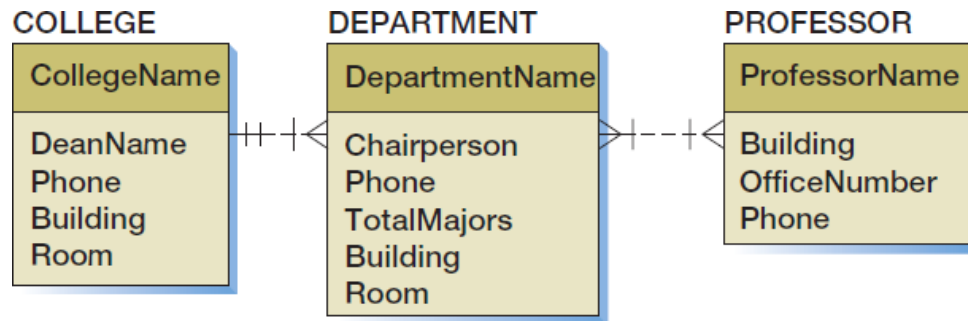 COLLEGE
CollegeName
DeanName
Phone
Building
Room
DEPARTMENT
DepartmentName
Chairperson
Phone
TotalMajors
Building
Room
PROFESSOR
ProfessorName
Building
OfficeNumber
Phone